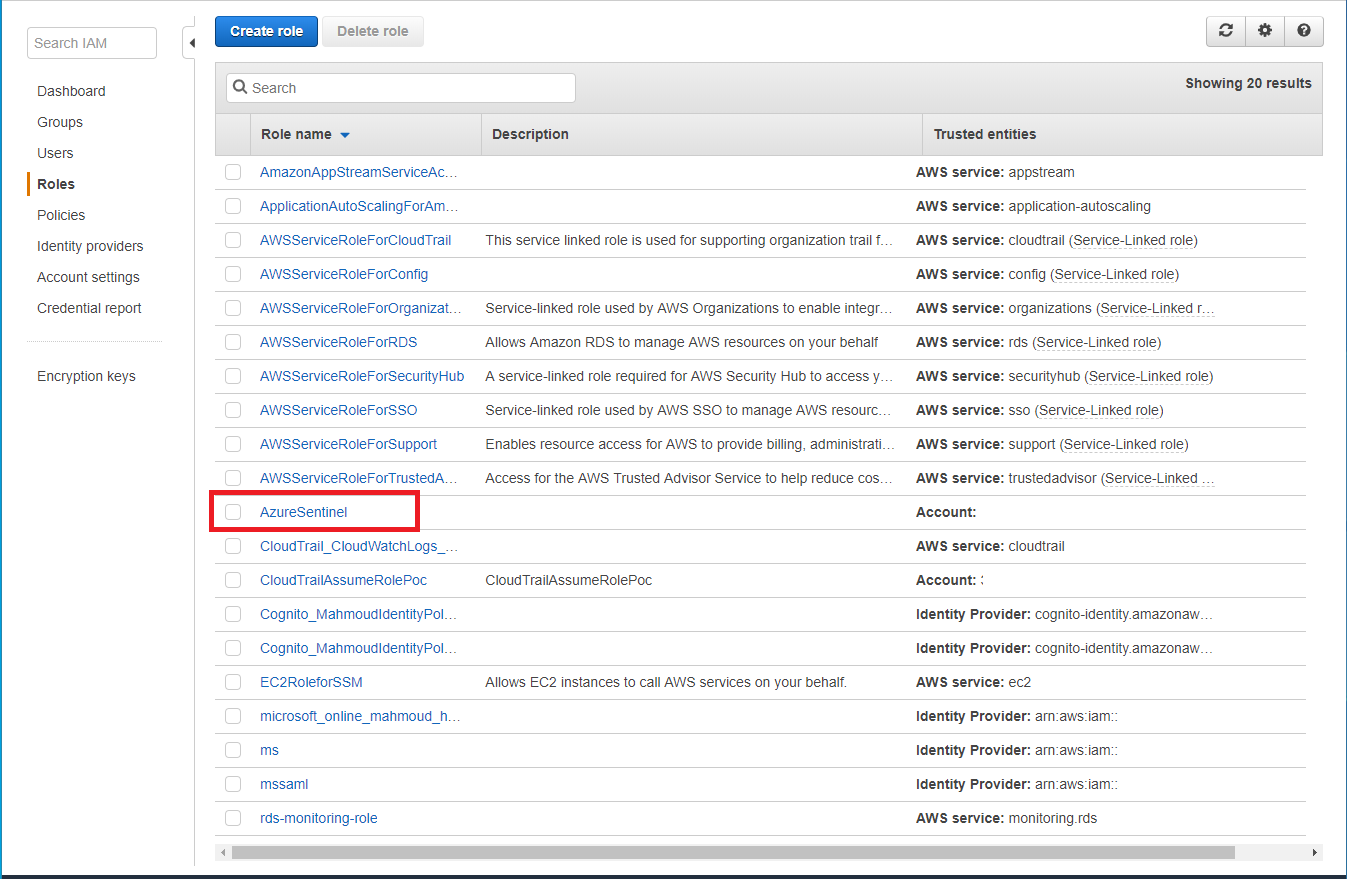 Search IAM
Dashboard
Groups
Users
Roles
Policies
Identity providers
Account settings
Credential report
Encryption keys
Create role Delete role
Search Showing 20 results
Role name Description Trusted entities
AmazonAppStreamServiceAc… AWS service: appstream
ApplicationAutoScalingForAm… AWS service: application-autoscaling
AWSServiceRoleForCloudTrail This service linked role is used for supporting organization trail f… AWS service: cloudtrail (Service-Linked role)
AWSServiceRoleForConfig AWS service: config (Service-Linked role)
AWSServiceRoleForOrganizat… Service-linked role used by AWS Organizations to enable integr… AWS service: organizations (Service-Linked r…
AWSServiceRoleForRDS Allows Amazon RDS to manage AWS resources on your behalf AWS service: rds (Service-Linked role)
AWSServiceRoleForSecurityHub A service-linked role required for AWS Security Hub to access y… AWS service: securityhub (Service-Linked role)
AWSServiceRoleForSSO Service-linked role used by AWS SSO to manage AWS resourc… AWS service: sso (Service-Linked role)
AWSServiceRoleForSupport Enables resource access for AWS to provide billing, administrati… AWS service: support (Service-Linked role)
AWSServiceRoleForTrustedA… Access for the AWS Trusted Advisor Service to help reduce cos… AWS service: trustedadvisor (Service-Linked …
AzureSentinel Account:
CloudTrail_CloudWatchLogs_… AWS service: cloudtrail
CloudTrailAssumeRolePoc CloudTrailAssumeRolePoc Account:
Cognito_MahmoudIdentityPol… Identity Provider: cognito-identity.amazonaw…
Cognito_MahmoudIdentityPol… Identity Provider: cognito-identity.amazonaw…
EC2RoleforSSM Allows EC2 instances to call AWS services on your behalf. AWS service: ec2
microsoft_online_mahmoud_h… Identity Provider: arn:aws:iam::
ms Identity Provider: arn:aws:iam::
mssaml Identity Provider: arn:aws:iam::
rds-monitoring-role AWS service: monitoring.rds